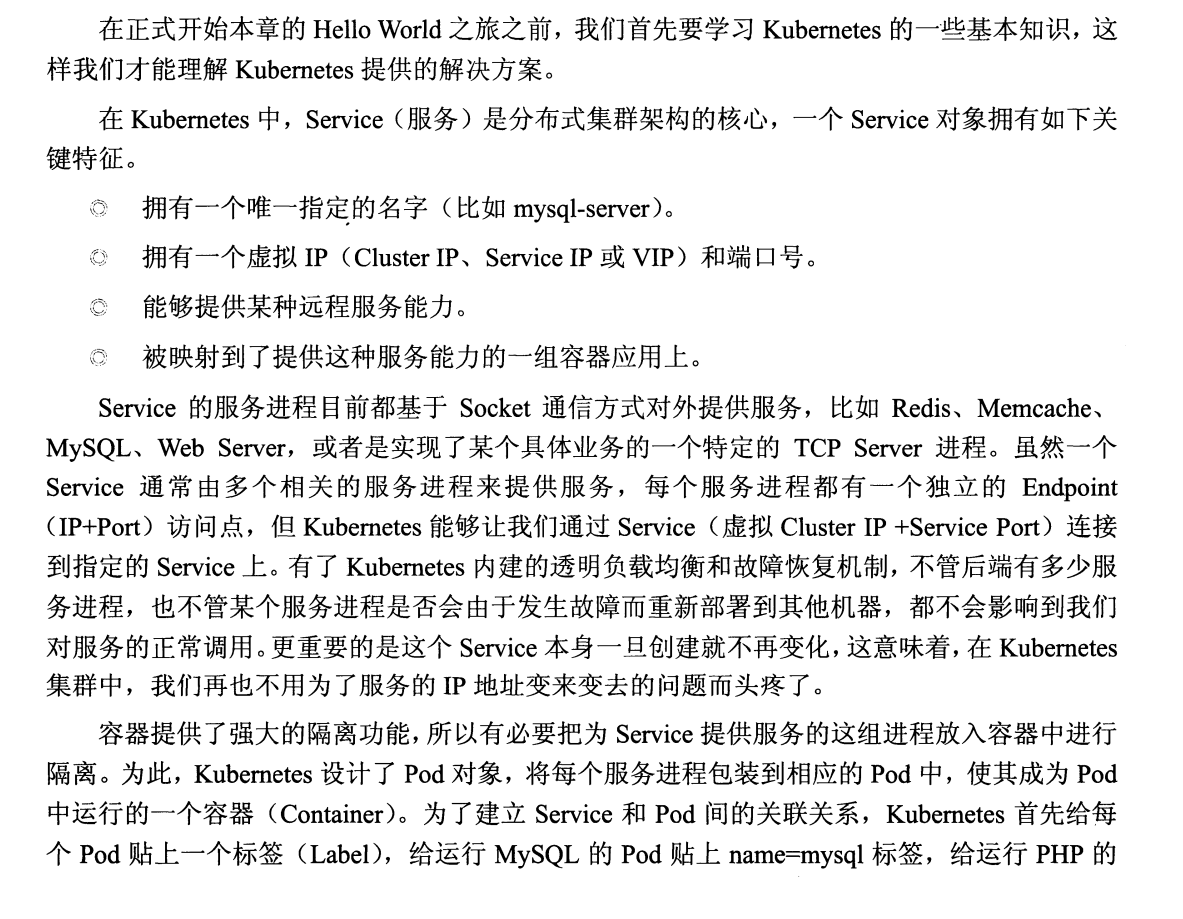 在正式开始本章的 Hello World 之旅之前，我们首先要学习 Kubernetes 的一些基本知识，这
样我们才能理解 Kubernetes 提供的解决方案。
在 Kubernetes 中，Service（服务）是分布式集群架构的核心，一个 Service 对象拥有如下关
键特征。
拥有一个唯一指定的名字（比如 mysql-server）。
拥有一个虚拟 IP（Cluster IP、Service IP 或 VIP）和端口号。
能够提供某种远程服务能力。
被映射到了提供这种服务能力的一组容器应用上。
Service 的服务进程目前都基于 Socket 通信方式对外提供服务，比如 Redis、Memcache、
MySQL、Web Server，或者是实现了某个具体业务的一个特定的 TCP Server 进程。虽然一个
Service 通常由多个相关的服务进程来提供服务，每个服务进程都有一个独立的 Endpoint
（IP+Port）访问点，但 Kubernetes 能够让我们通过 Service（虚拟 Cluster IP +Service Port）连接
到指定的 Service 上。有了 Kubernetes 内建的透明负载均衡和故障恢复机制，不管后端有多少服
务进程，也不管某个服务进程是否会由于发生故障而重新部署到其他机器，都不会影响到我们
对服务的正常调用。更重要的是这个 Service 本身一旦创建就不再变化，这意味着，在 Kubernetes
集群中，我们再也不用为了服务的 IP 地址变来变去的问题而头疼了。
容器提供了强大的隔离功能，所以有必要把为 Service 提供服务的这组进程放入容器中进行
隔离。为此，Kubernetes 设计了 Pod 对象，将每个服务进程包装到相应的 Pod 中，使其成为 Pod
中运行的一个容器（Container）。为了建立 Service 和 Pod 间的关联关系，Kubernetes 首先给每
个 Pod 贴上一个标签（Label），给运行 MySQL 的 Pod 贴上 name=mysql 标签，给运行 PHP 的